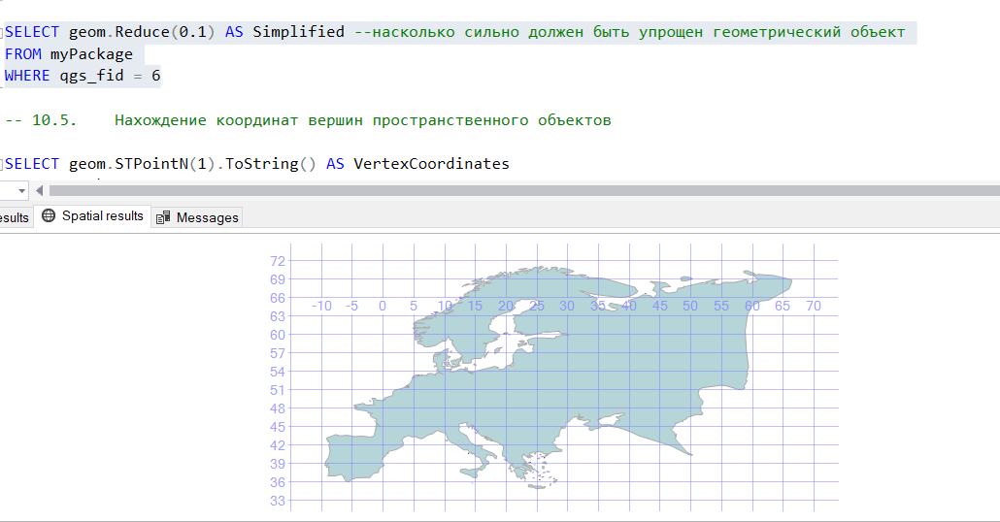 SELECT geom.Reduce(0.1) AS Simplified --насколько сильно должен быть упрощен геометрический объект
FROM myPackage
WHERE qgs_fid = 6
-- 10.5. Нахождение координат вершин пространственного объектов
SELECT geom.STPointN(1).ToString() AS VertexCoordinates
esults Spatial results Messages
72
69
66
-10 -5 0 5 10 15 20 25 30 35 40 45 50 55 60 65 70
63
60
57
54
51
48
45
42
39
36
33